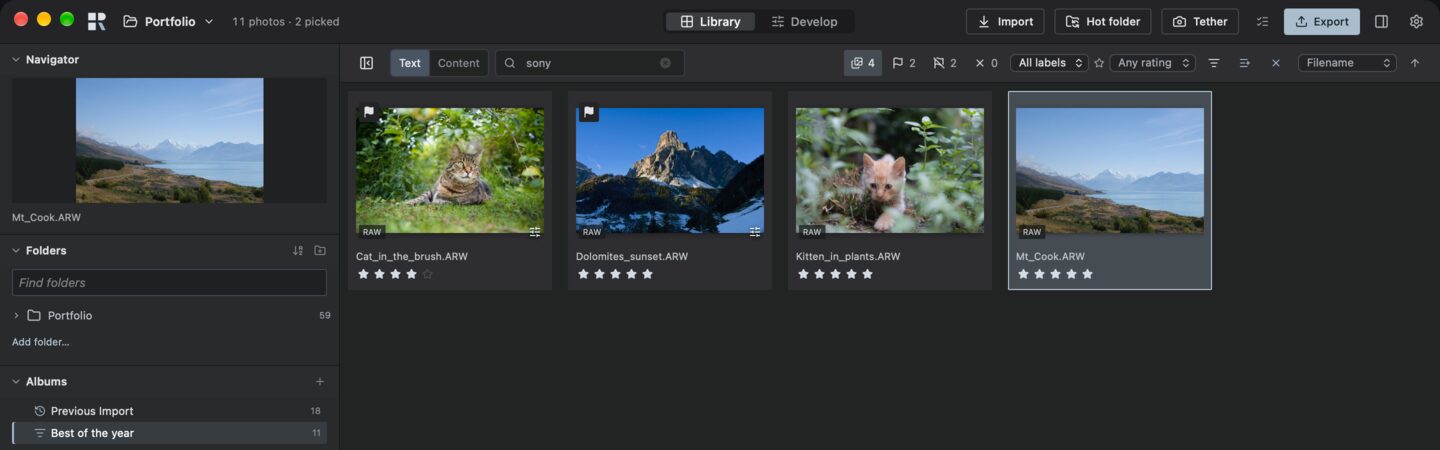 Portfolio
11 photos · 2 picked
Library
Develop
Import
Hot folder
Tether
Export
Navigator
Mt_Cook.ARW
Folders
Find folders
Portfolio
59
Add folder...
Albums
Previous Import
18
Best of the year
11
Text
Content
sony
4
2
2
0
All labels
Any rating
Filename
RAW
Cat_in_the_brush.ARW
RAW
Dolomites_sunset.ARW
RAW
Kitten_in_plants.ARW
RAW
Mt_Cook.ARW